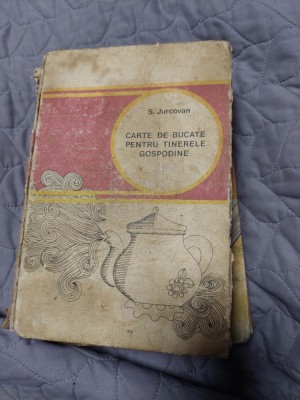 S. Jurcovan
CARTE DE BUCATE
PENTRU TINERELE
GOSPODINE